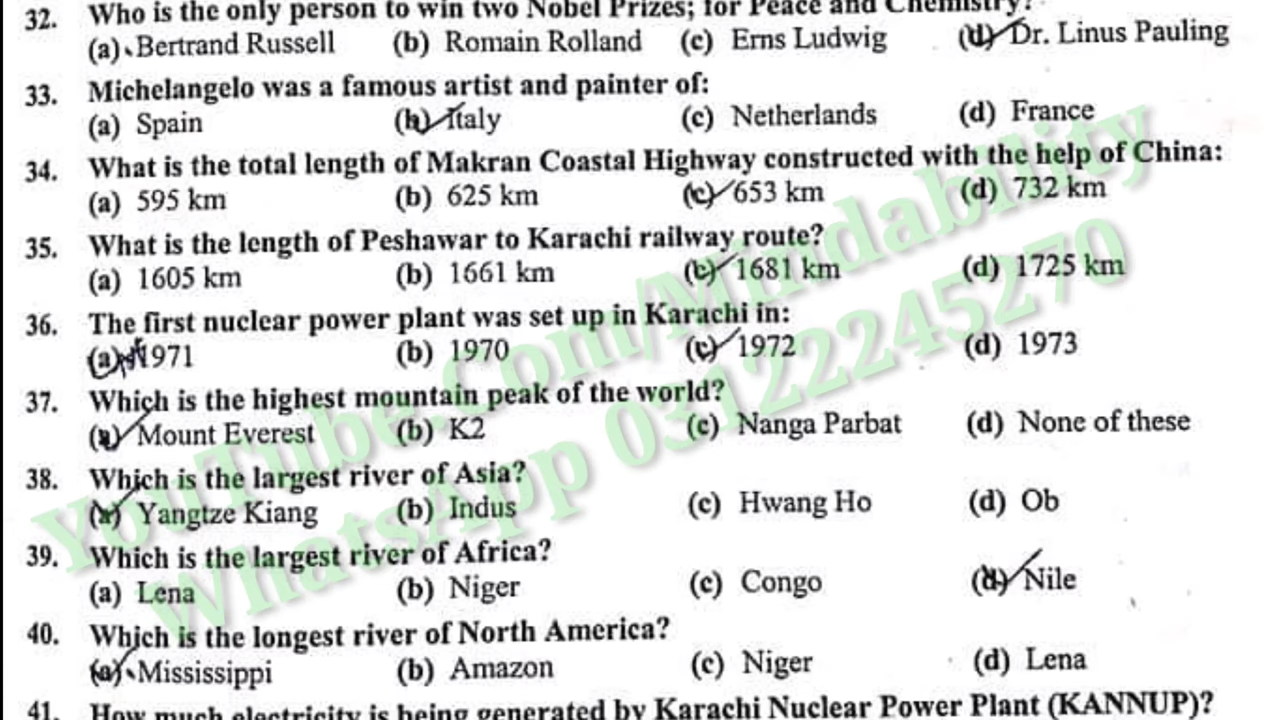 32. Who is the only person to win two Nobel Prizes; for Peace and Chemistry?
(a) Bertrand Russell (b) Romain Rolland (c) Erns Ludwig (d) Dr. Linus Pauling
33. Michelangelo was a famous artist and painter of:
(a) Spain (b) Italy (c) Netherlands (d) France
34. What is the total length of Makran Coastal Highway constructed with the help of China:
(a) 595 km (b) 625 km (c) 653 km (d) 732 km
35. What is the length of Peshawar to Karachi railway route?
(a) 1605 km (b) 1661 km (c) 1681 km (d) 1725 km
36. The first nuclear power plant was set up in Karachi in:
(a) 1971 (b) 1970 (c) 1972 (d) 1973
37. Which is the highest mountain peak of the world?
(a) Mount Everest (b) K2 (c) Nanga Parbat (d) None of these
38. Which is the largest river of Asia?
(a) Yangtze Kiang (b) Indus (c) Hwang Ho (d) Ob
39. Which is the largest river of Africa?
(a) Lena (b) Niger (c) Congo (d) Nile
40. Which is the longest river of North America?
(a) Mississippi (b) Amazon (c) Niger (d) Lena
41. How much electricity is being generated by Karachi Nuclear Power Plant (KANNUP)?
YouTube.Com/Mindability
WhatsApp 03122245270